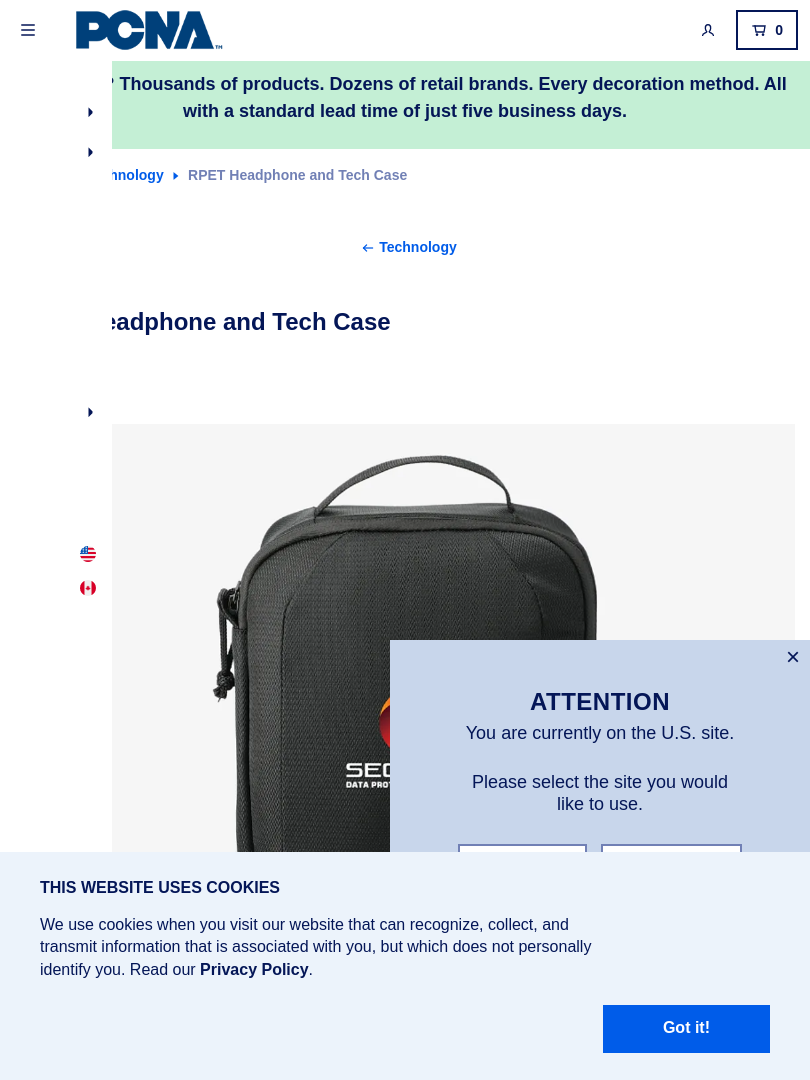 PCNA™
0
? Thousands of products. Dozens of retail brands. Every decoration method. All
with a standard lead time of just five business days.
hnology RPET Headphone and Tech Case
← Technology
eadphone and Tech Case
SEC
DATA PRO
ATTENTION
You are currently on the U.S. site.
Please select the site you would
like to use.
THIS WEBSITE USES COOKIES
We use cookies when you visit our website that can recognize, collect, and
transmit information that is associated with you, but which does not personally
identify you. Read our Privacy Policy.
Got it!